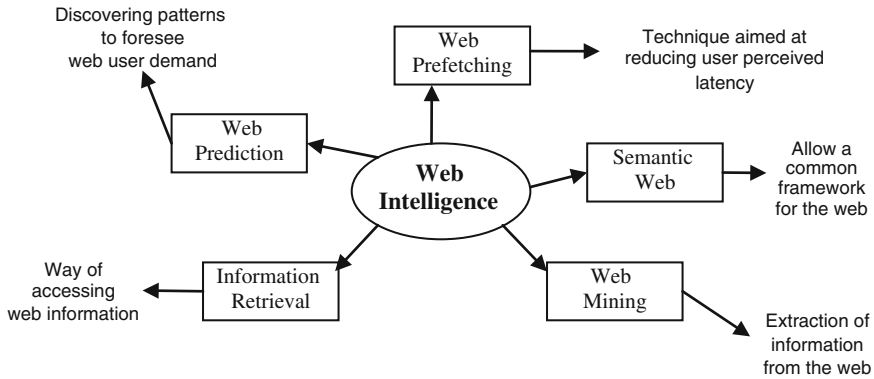 Discovering patterns
to foresee
web user demand
Web
Prefetching
Technique aimed at
reducing user perceived
latency
Web
Prediction
Web
Intelligence
Semantic
Web
Allow a
common
framework
for the web
Way of
accessing
web information
Information
Retrieval
Web
Mining
Extraction of
information
from the web